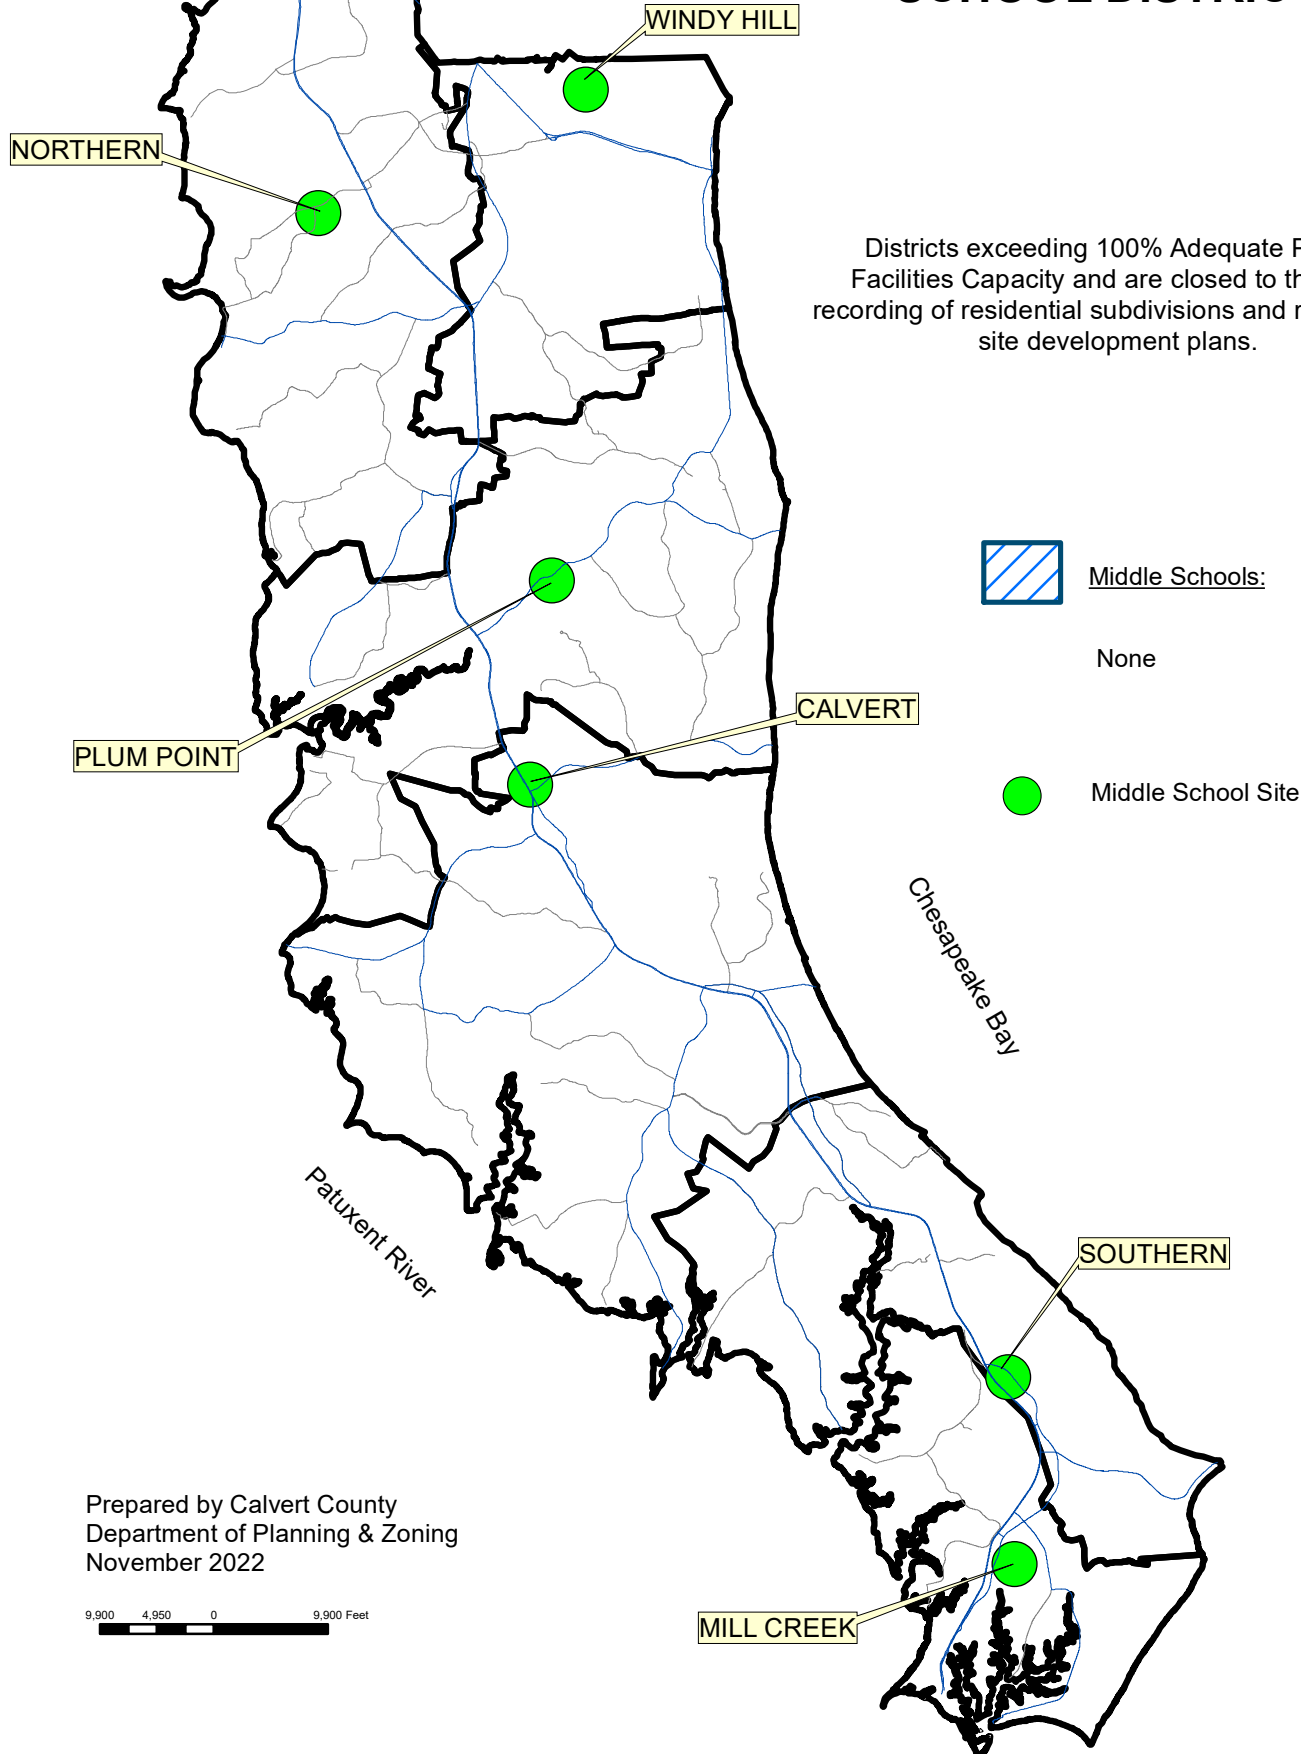 WINDY HILL
NORTHERN
Districts exceeding 100% Adequate
Facilities Capacity and are closed to
recording of residential subdivisions and
site development plans.
Middle Schools:
None
CALVERT
PLUM POINT
Middle School Site
Chesapeake Bay
Patuxent River
SOUTHERN
Prepared by Calvert County
Department of Planning & Zoning
November 2022
9,900 4,950 0 9,900 Feet
MILL CREEK